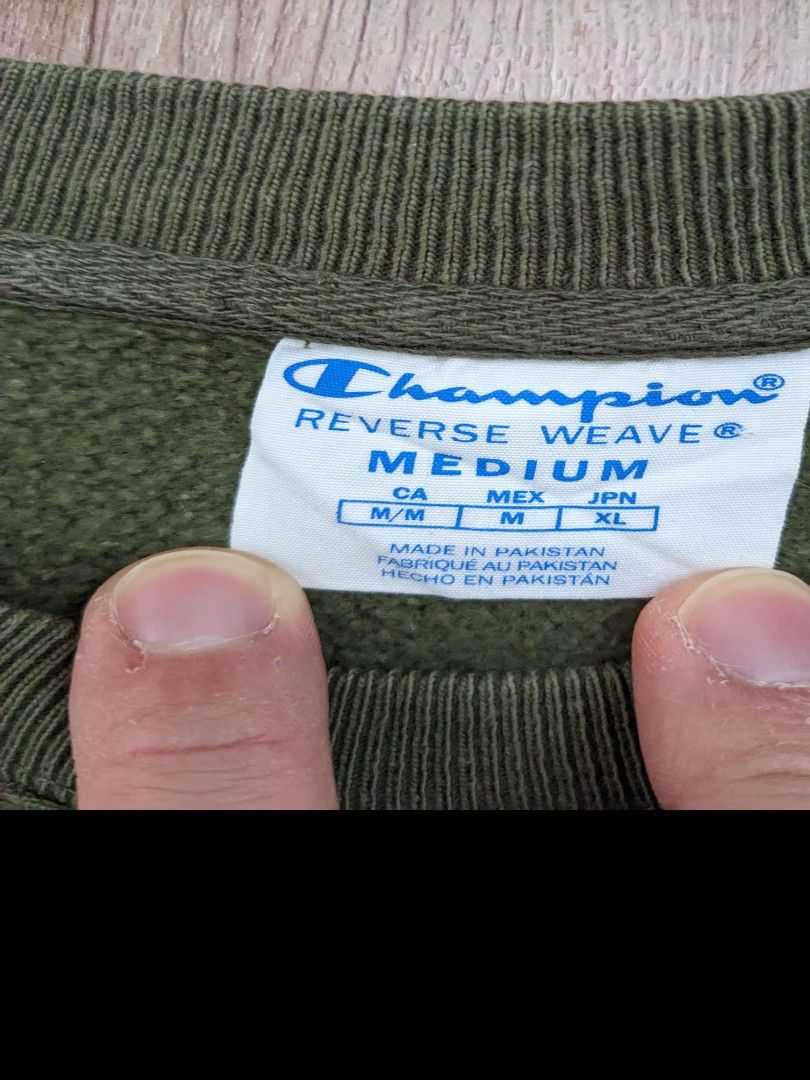 Champion®
REVERSE WEAVE®
MEDIUM
CA MEX JPN
M/M M XL
MADE IN PAKISTAN
FABRIQUÉ AU PAKISTAN
HECHO EN PAKISTÁN